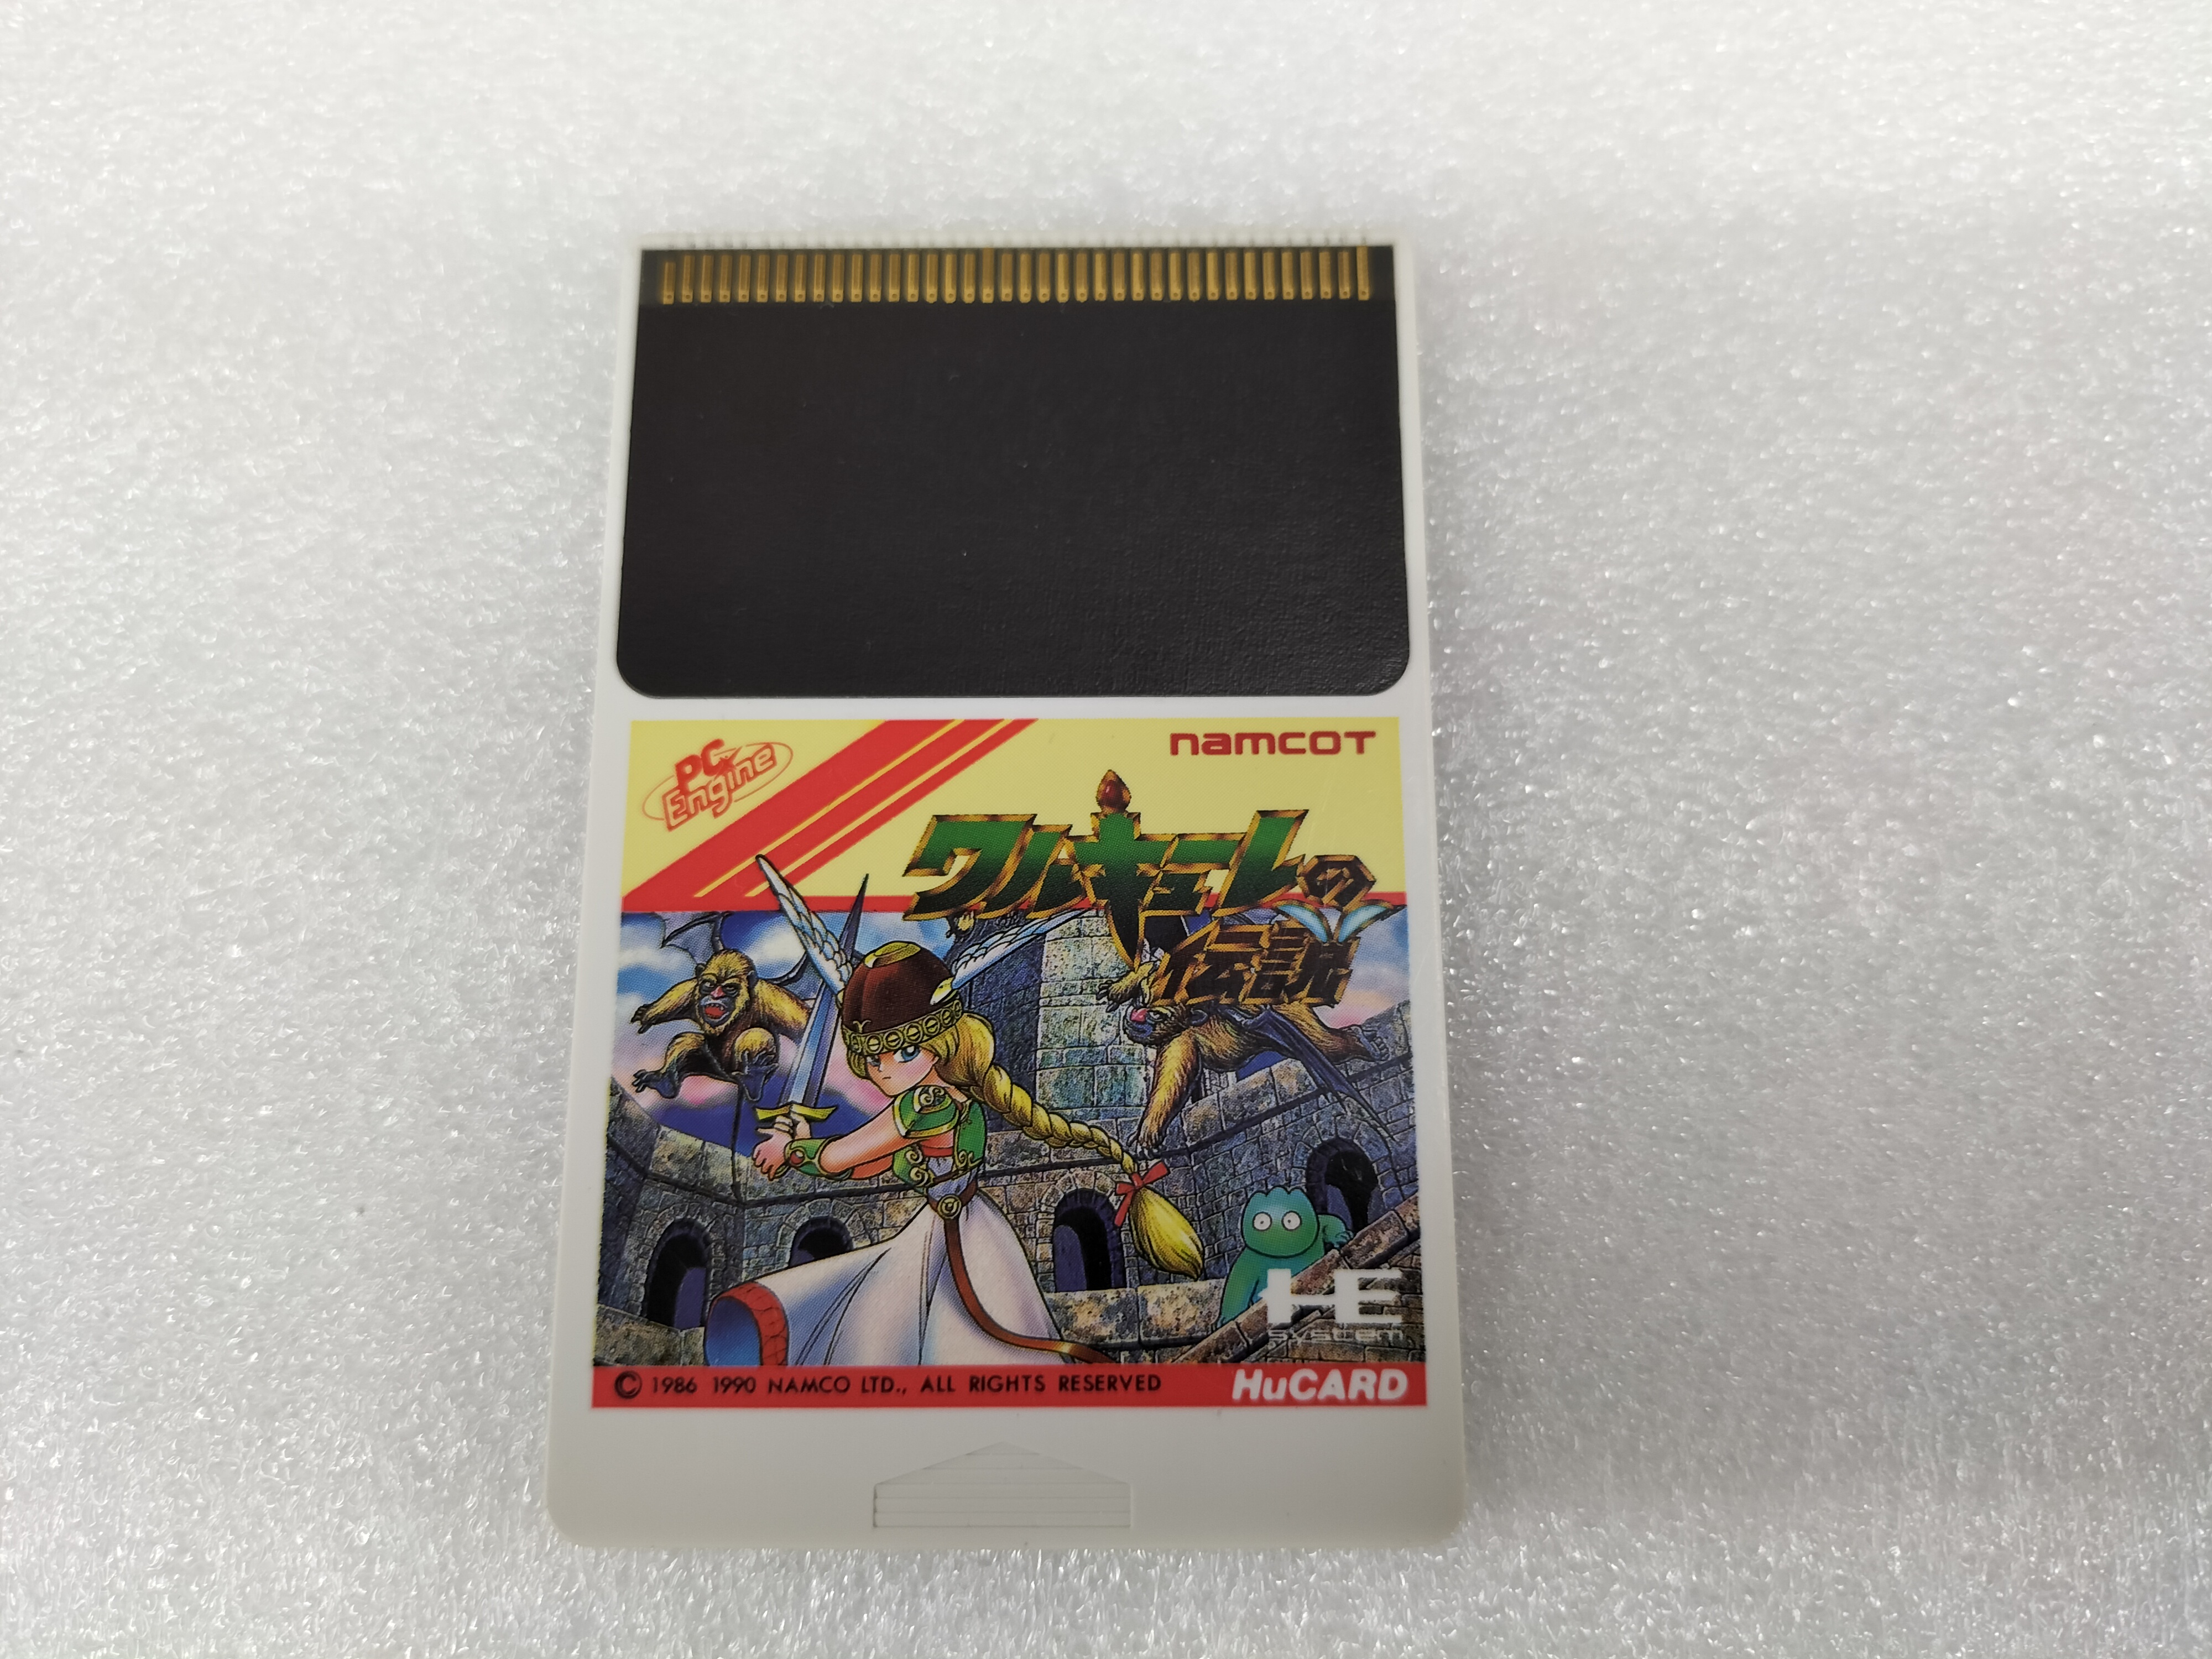 PC Engine
namcoT
ワルキューレの
伝説
HE
SYSTEM
© 1986 1990 NAMCO LTD., ALL RIGHTS RESERVED
HuCARD